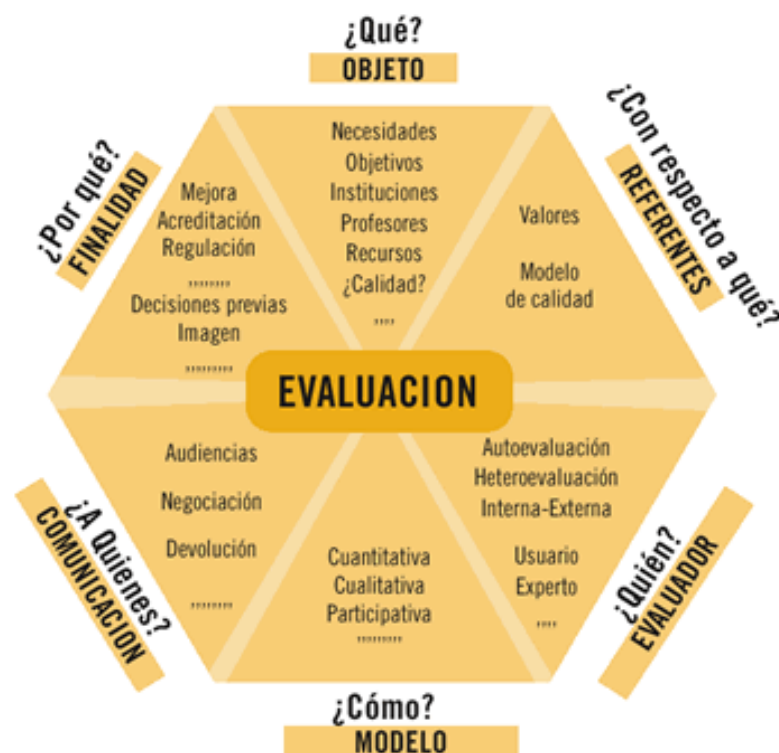 ¿Qué?
OBJETO
Necesidades
Objetivos
Instituciones
Profesores
Recursos
¿Calidad?
,,,,
¿Con respecto a qué?
REFERENTES
Valores
Modelo
de calidad
¿Por qué?
FINALIDAD
Mejora
Acreditación
Regulación
,,,,,,,,
Decisiones previas
Imagen
,,,,,,,,,
EVALUACION
¿A Quienes?
COMUNICACION
Audiencias
Negociación
Devolución
,,,,,,,,
Cuantitativa
Cualitativa
Participativa
,,,,,,,,,
¿Cómo?
MODELO
Autoevaluación
Heteroevaluación
Interna-Externa
Usuario
Experto
,,,,
¿Quién?
EVALUADOR